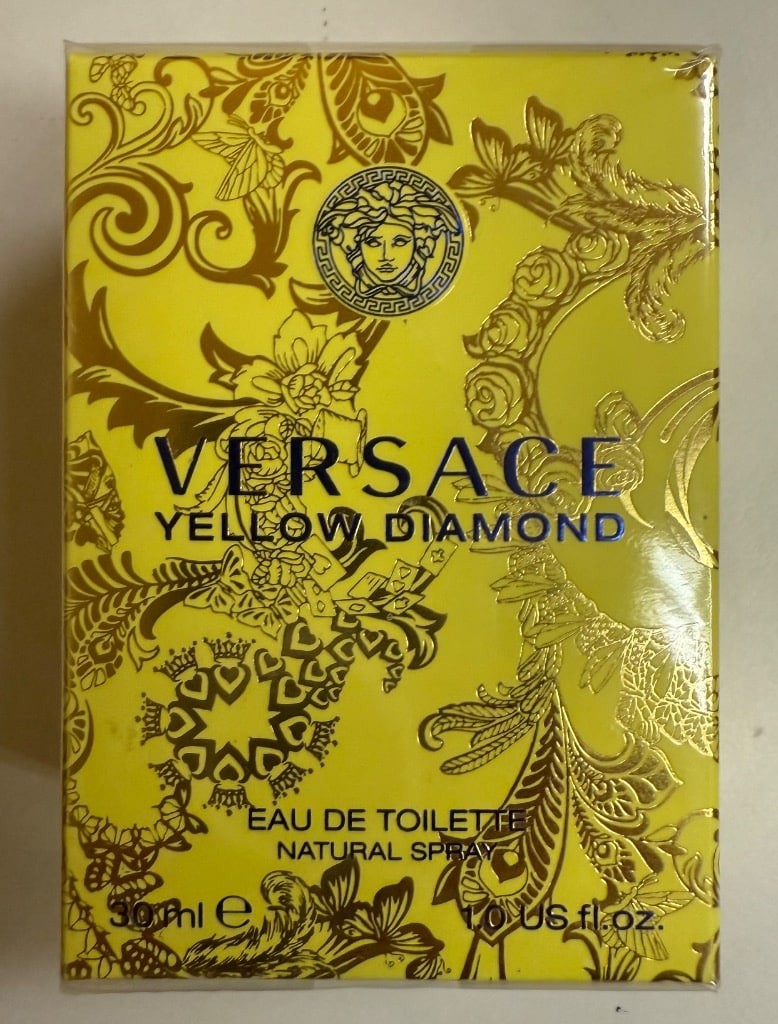 VERSACE
YELLOW DIAMOND
EAU DE TOILETTE
NATURAL SPRAY
30 ml ℮ 1.0 US fl.oz.